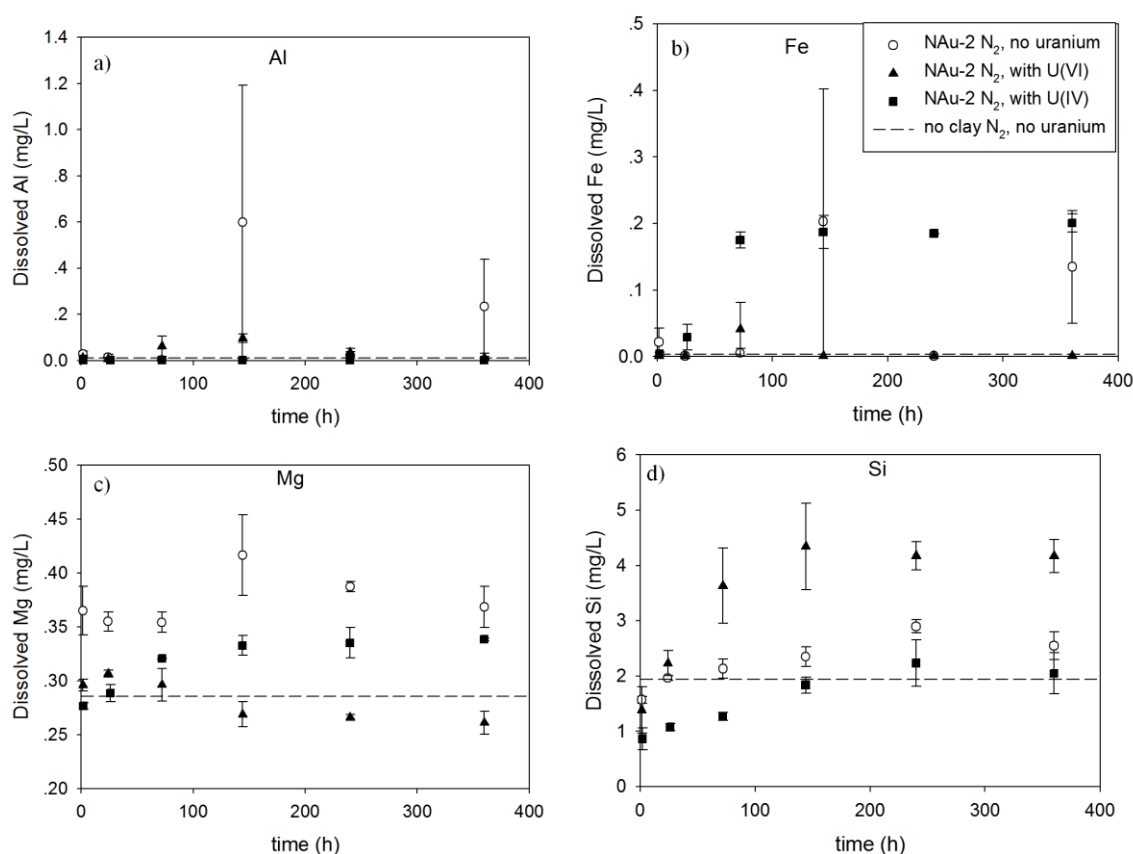 a)
Al
Dissolved Al (mg/L)
1.4
1.2
1.0
.8
.6
.4
.2
0.0
0 100 200 300 400
time (h)
b)
Fe
Dissolved Fe (mg/L)
.5
.4
.3
.2
.1
0.0
0 100 200 300 400
time (h)
NAu-2 N₂, no uranium
NAu-2 N₂, with U(VI)
NAu-2 N₂, with U(IV)
no clay N₂, no uranium
c)
Mg
Dissolved Mg (mg/L)
.50
.45
.40
.35
.30
.25
.20
0 100 200 300 400
time (h)
d)
Si
Dissolved Si (mg/L)
6
5
4
3
2
1
0
0 100 200 300 400
time (h)